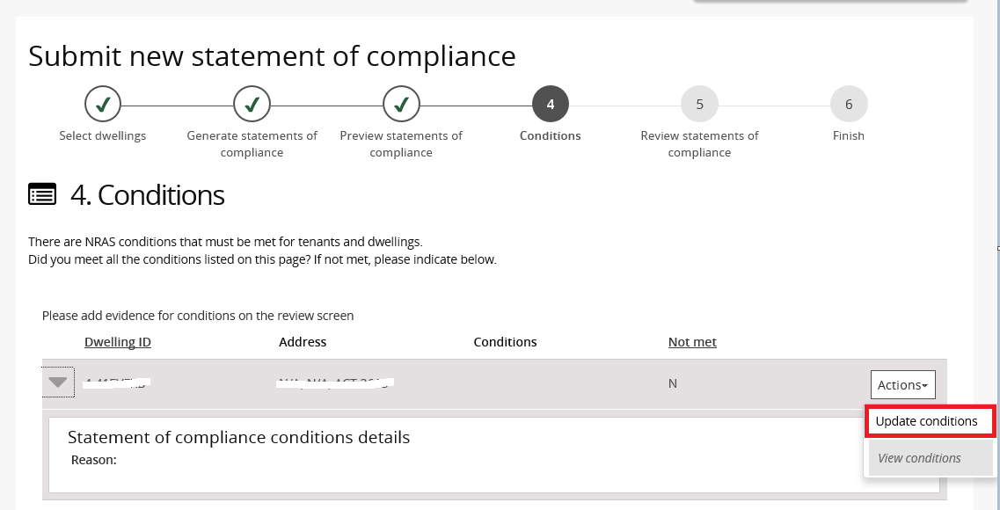 Submit new statement of compliance
4 5 6
Select dwellings Generate statements of Preview statements of Conditions Review statements of Finish
compliance compliance compliance
4. Conditions
There are NRAS conditions that must be met for tenants and dwellings.
Did you meet all the conditions listed on this page? If not met, please indicate below.
Please add evidence for conditions on the review screen
Dwelling ID Address Conditions Not met
N Actions
Update conditions
Statement of compliance conditions details
View conditions
Reason: